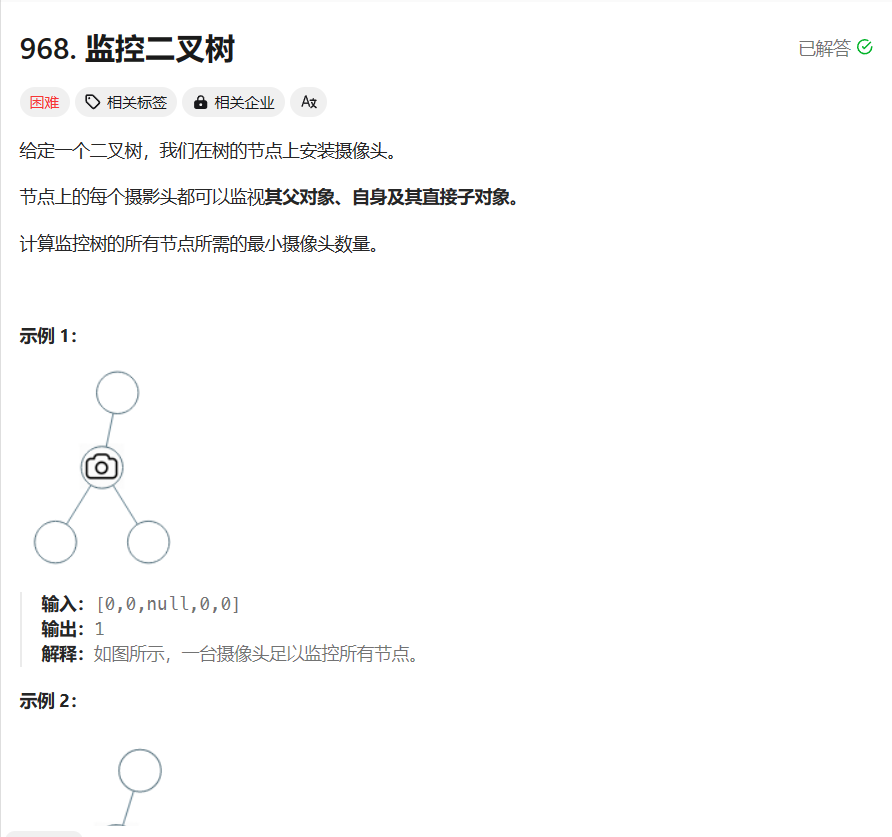 968. 监控二叉树
已解答
困难 相关标签 相关企业
给定一个二叉树，我们在树的节点上安装摄像头。
节点上的每个摄影头都可以监视其父对象、自身及其直接子对象。
计算监控树的所有节点所需的最小摄像头数量。
示例 1：
输入：[0,0,null,0,0]
输出：1
解释：如图所示，一台摄像头足以监控所有节点。
示例 2：